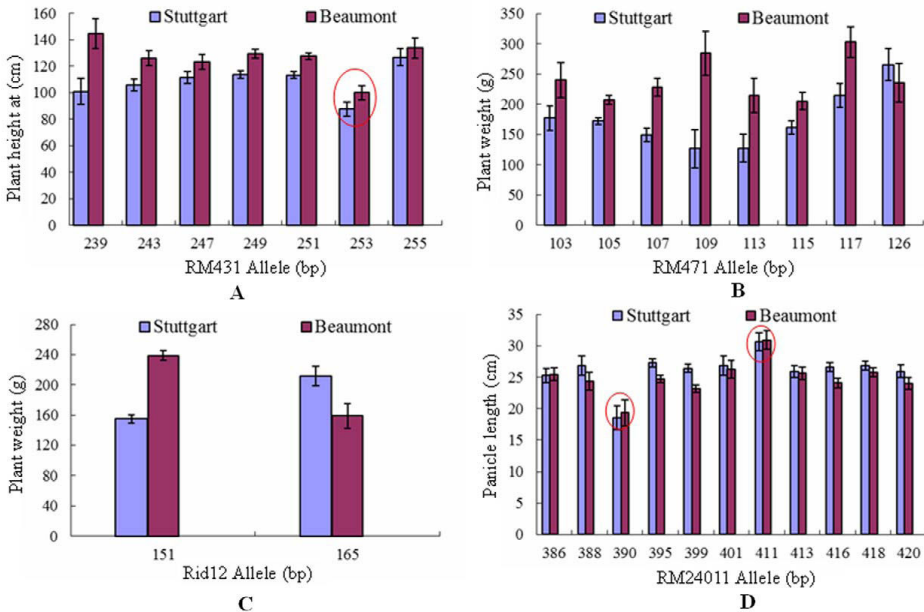 Stuttgart Beaumont
Plant height at (cm)
160
140
120
100
80
60
40
20
0
239 243 247 249 251 253 255
RM431 Allele (bp)
A
Stuttgart Beaumont
Plant weight (g)
350
300
250
200
150
100
50
0
103 105 107 109 113 115 117 126
RM471 Allele (bp)
B
Stuttgart Beaumont
Plant weight (g)
280
240
200
160
120
80
40
0
151 165
Rid12 Allele (bp)
C
Stuttgart Beaumont
Panicle length (cm)
35
30
25
20
15
10
5
0
386 388 390 395 399 401 411 413 416 418 420
RM24011 Allele (bp)
D